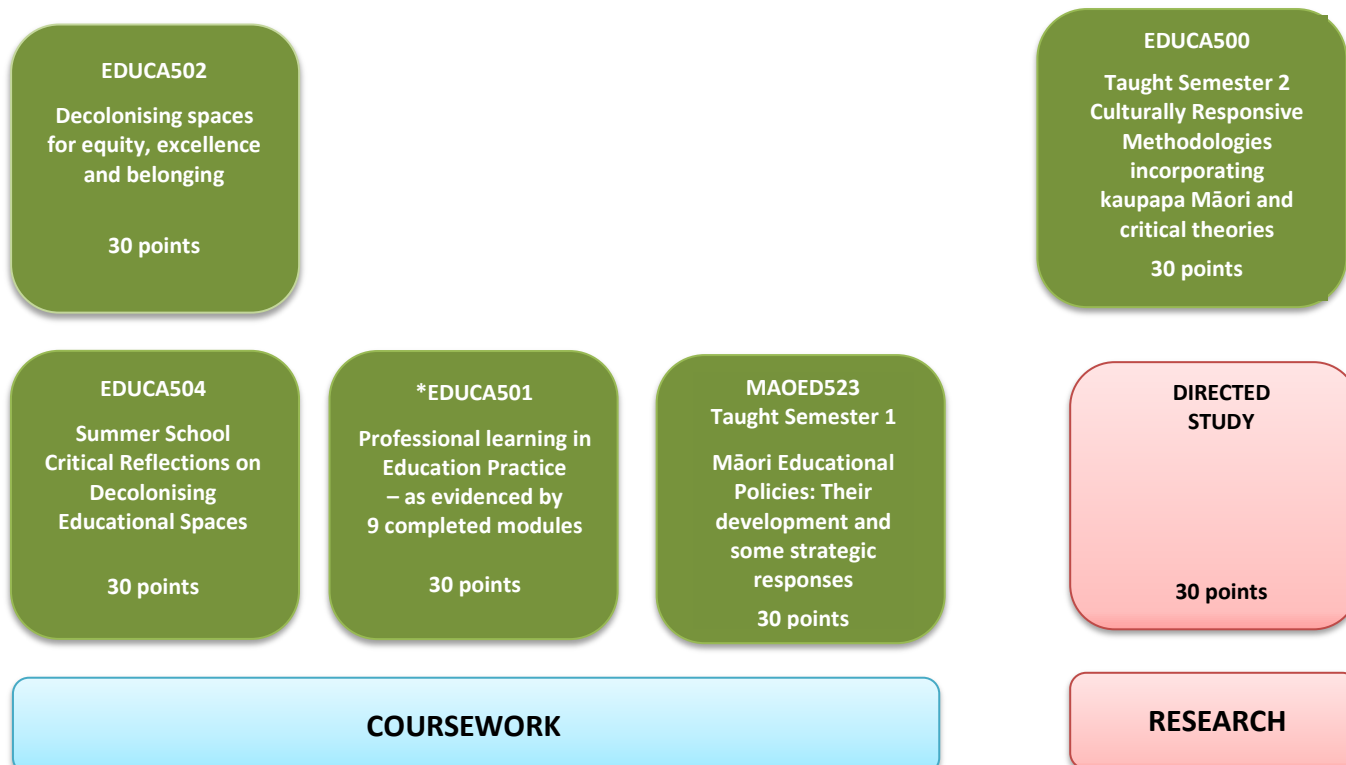 EDUCA502
Decolonising spaces
for equity, excellence
and belonging
30 points
EDUCA500
Taught Semester 2
Culturally Responsive
Methodologies
incorporating
kaupapa Māori and
critical theories
30 points
EDUCA504
Summer School
Critical Reflections on
Decolonising
Educational Spaces
30 points
*EDUCA501
Professional learning in
Education Practice
– as evidenced by
9 completed modules
30 points
MAOED523
Taught Semester 1
Māori Educational
Policies: Their
development and
some strategic
responses
30 points
DIRECTED
STUDY
30 points
COURSEWORK
RESEARCH